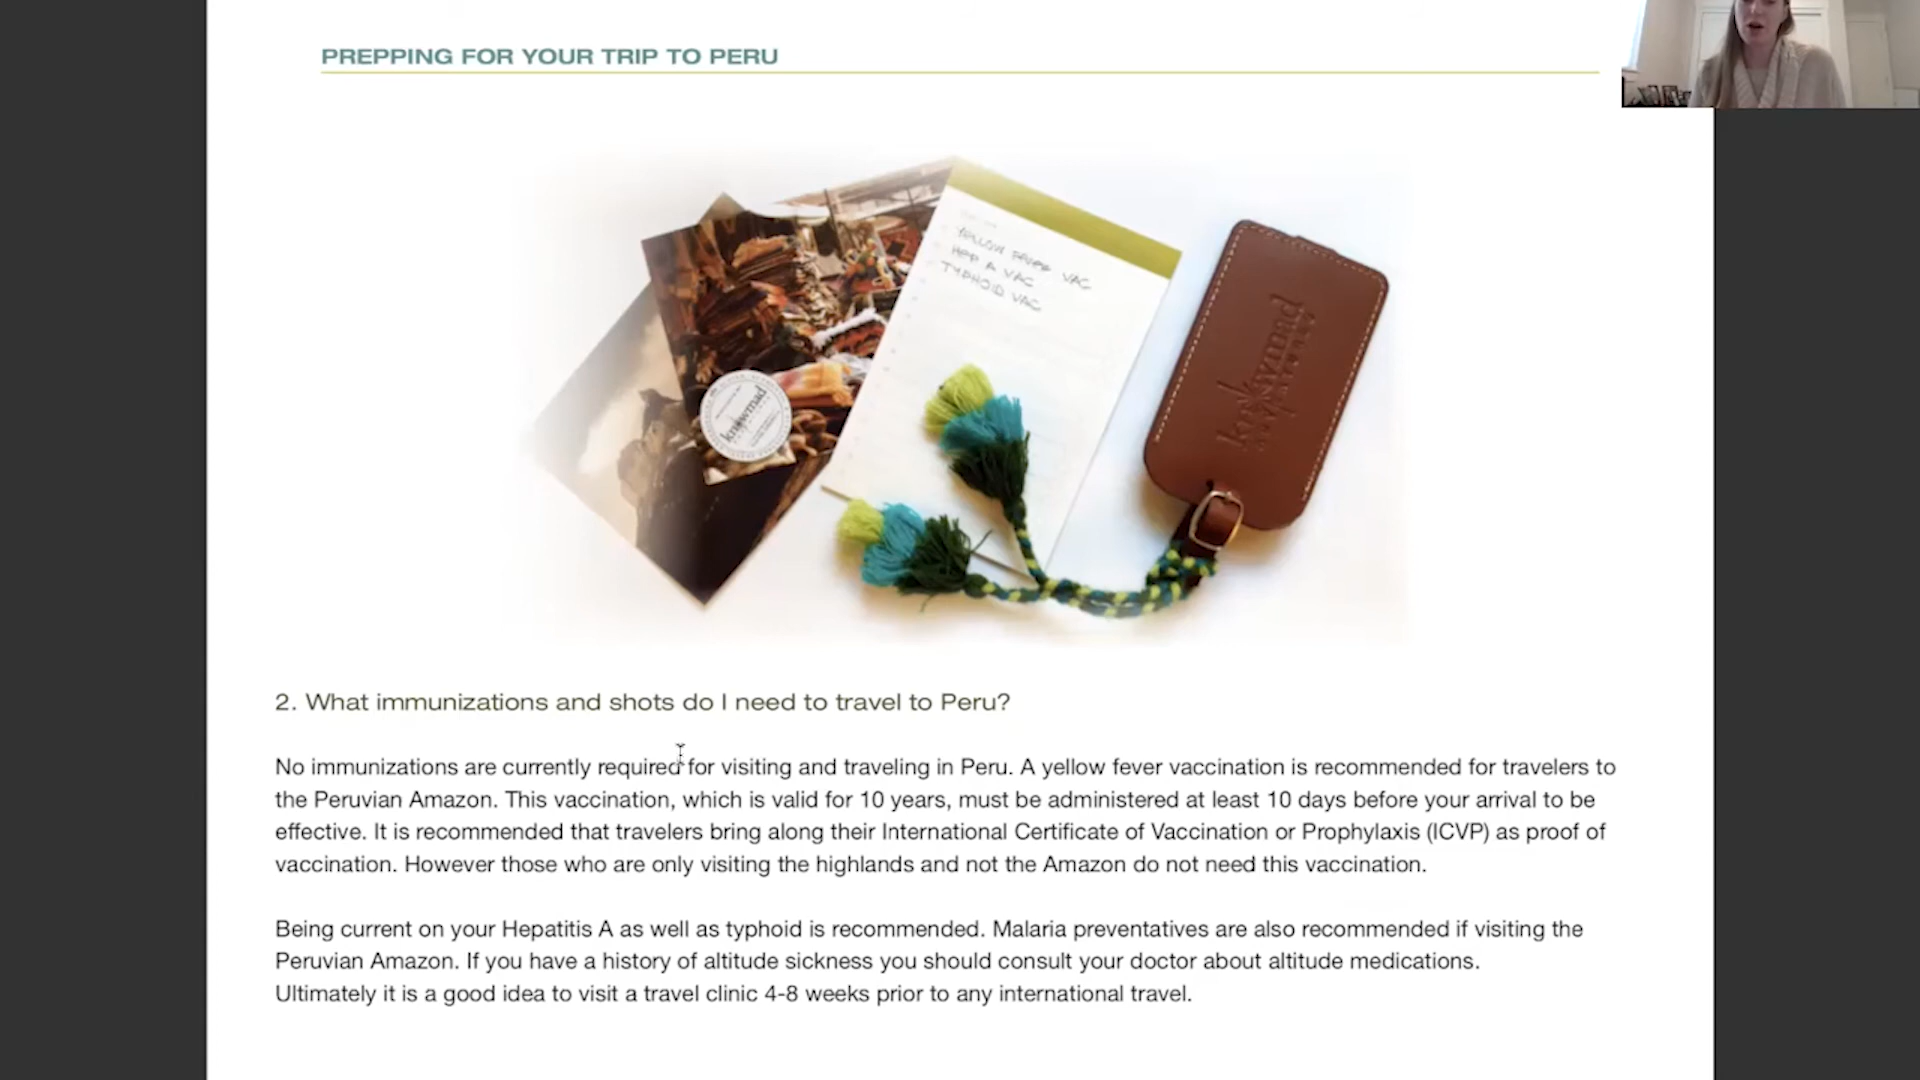 PREPPING FOR YOUR TRIP TO PERU
YELLOW FEVER VAC
HEP A VAC
TYPHOID VAC
knowmad
knowmad
2. What immunizations and shots do I need to travel to Peru?
No immunizations are currently required for visiting and traveling in Peru. A yellow fever vaccination is recommended for travelers to
the Peruvian Amazon. This vaccination, which is valid for 10 years, must be administered at least 10 days before your arrival to be
effective. It is recommended that travelers bring along their International Certificate of Vaccination or Prophylaxis (ICVP) as proof of
vaccination. However those who are only visiting the highlands and not the Amazon do not need this vaccination.
Being current on your Hepatitis A as well as typhoid is recommended. Malaria preventatives are also recommended if visiting the
Peruvian Amazon. If you have a history of altitude sickness you should consult your doctor about altitude medications.
Ultimately it is a good idea to visit a travel clinic 4-8 weeks prior to any international travel.